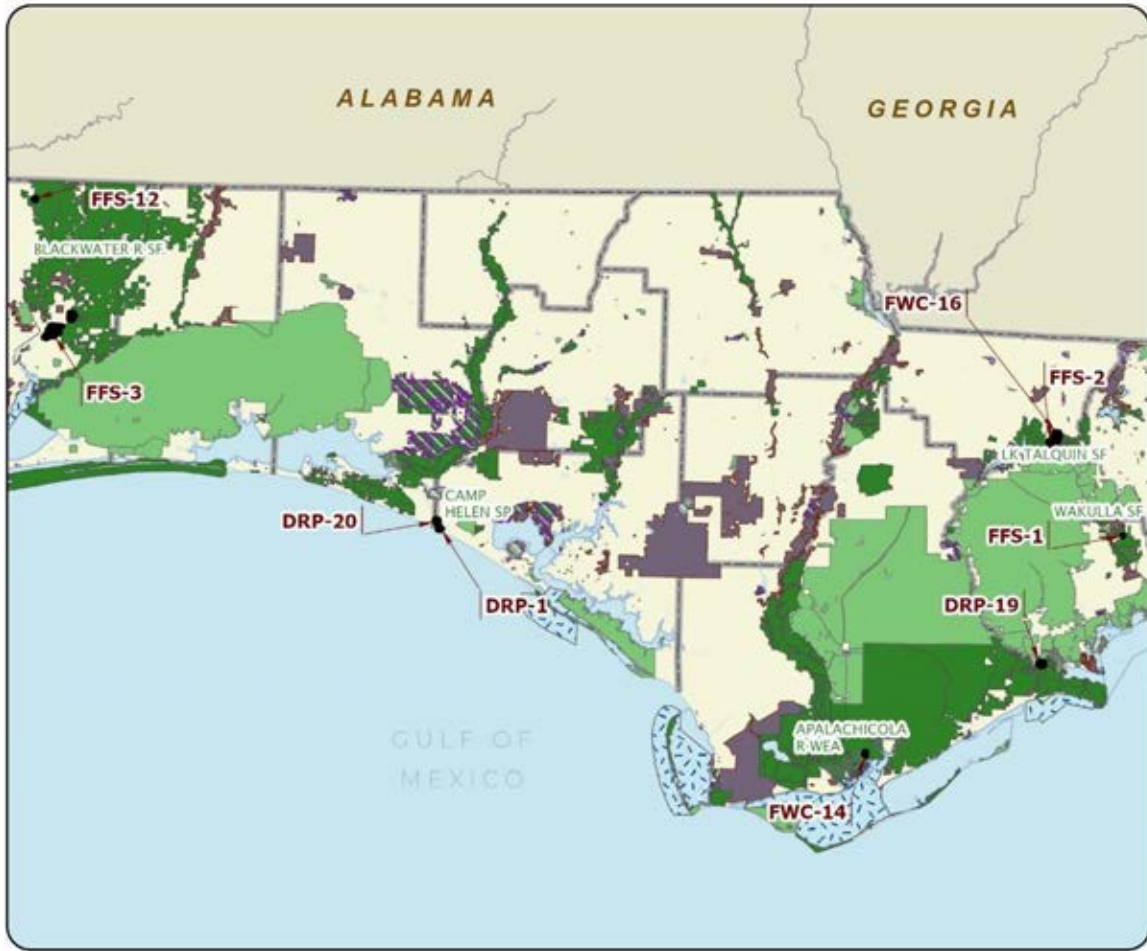 ALABAMA
GEORGIA
FFS-12
BLACKWATER R SF
FWC-16
FFS-2
FFS-3
LK TALQUIN SF
CAMP
HELEN SP
WAKULLA SF
DRP-20
FFS-1
DRP-1
DRP-19
GULF OF
MEXICO
APALACHICOLA
R WEA
FWC-14